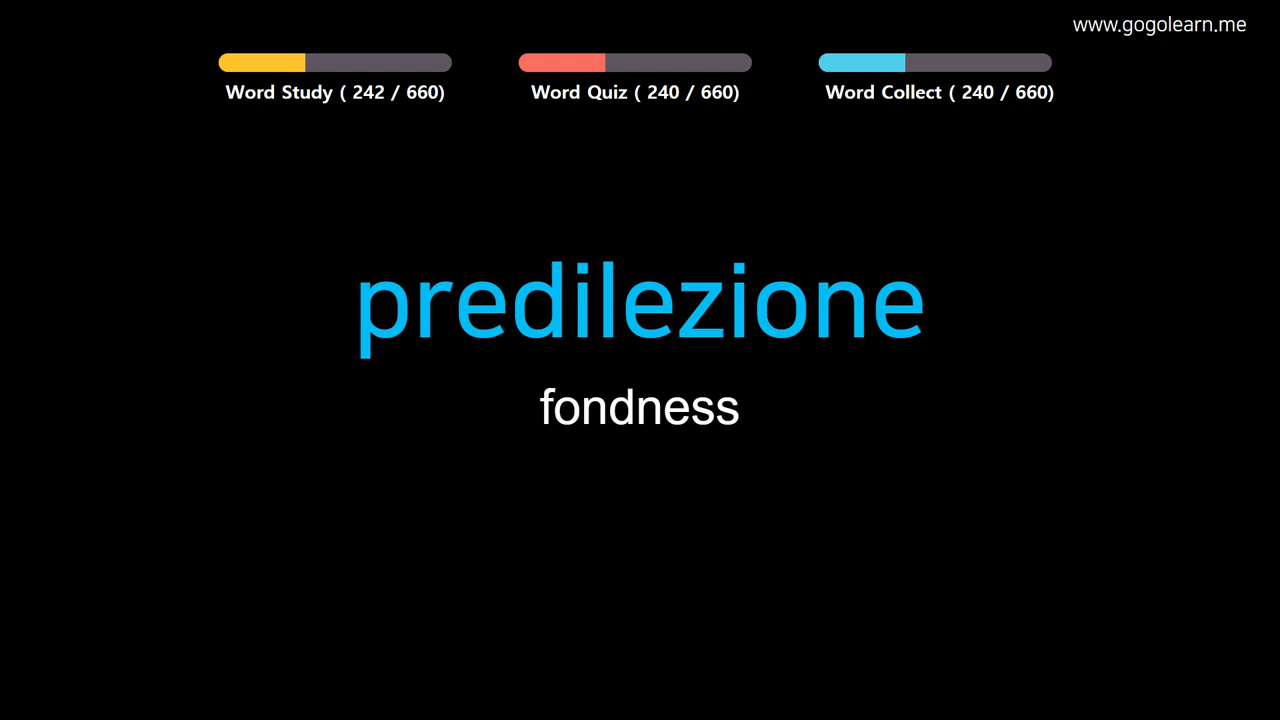 www.gogolearn.me
Word Study ( 242 / 660)
Word Quiz ( 240 / 660)
Word Collect ( 240 / 660)
predilezione
fondness